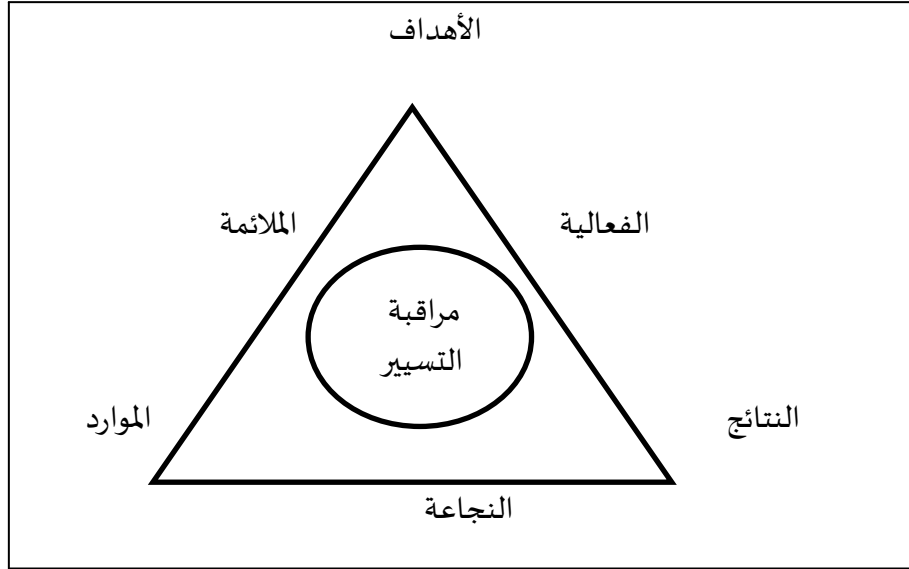 الأهداف
الملائمة
الفعالية
مراقبة
التسيير
الموارد
النتائج
النجاعة